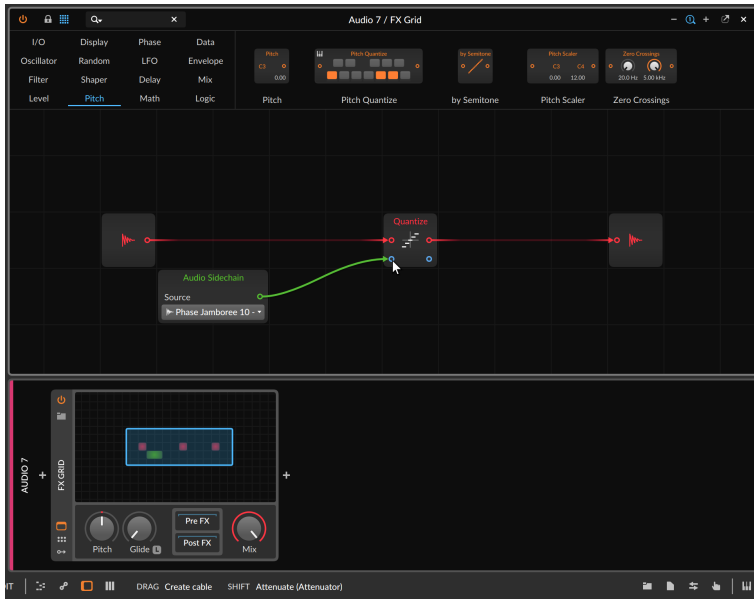 Audio 7 / FX Grid
I/O Display Phase Data
Oscillator Random LFO Envelope
Filter Shaper Delay Mix
Level Pitch Math Logic
Pitch
C3
0.00
Pitch
Pitch Quantize
Pitch Quantize
by Semitone
by Semitone
Pitch Scaler
C3 C4
0.00 12.00
Pitch Scaler
Zero Crossings
20.0 Hz 5.00 kHz
Zero Crossings
Quantize
Audio Sidechain
Source
Phase Jamboree 10 -
AUDIO 7
FX GRID
Pitch
Glide L
Pre FX
Post FX
Mix
DRAG Create cable SHIFT Attenuate (Attenuator)